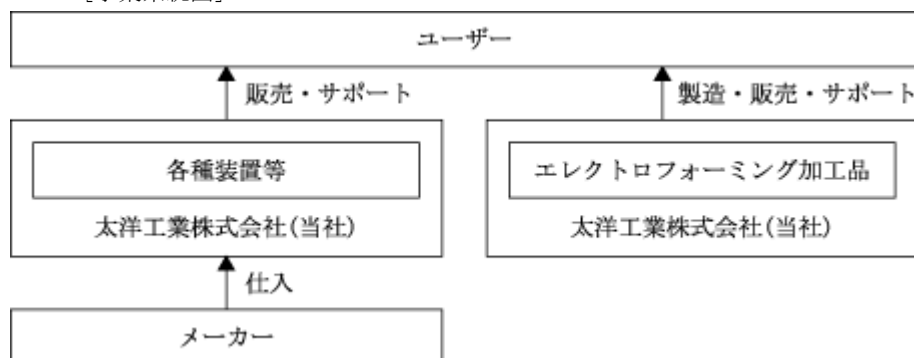 ユーザー
販売・サポート
製造・販売・サポート
各種装置等
エレクトロフォーミング加工品
太洋工業株式会社(当社)
太洋工業株式会社(当社)
仕入
メーカー